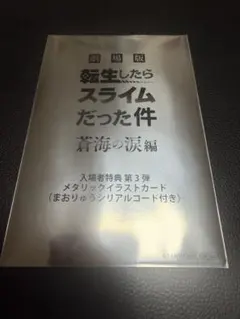 劇場版
転生したら
スライム
だった件
蒼海の涙編
入場者特典 第3弾
メタリックイラストカード
(まおりゅうシリアルコード付き)